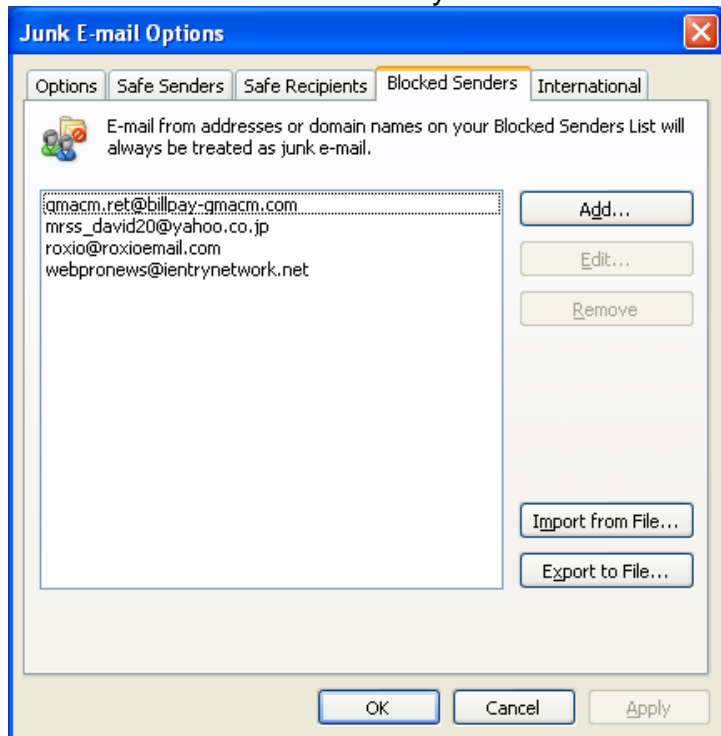 Junk E-mail Options
Options Safe Senders Safe Recipients Blocked Senders International
E-mail from addresses or domain names on your Blocked Senders List will
always be treated as junk e-mail.
gmacm.ret@billpay-gmacm.com
mrss_david20@yahoo.co.jp
roxio@roxioemail.com
webpronews@ientrynetwork.net
Add...
Edit...
Remove
Import from File...
Export to File...
OK Cancel Apply